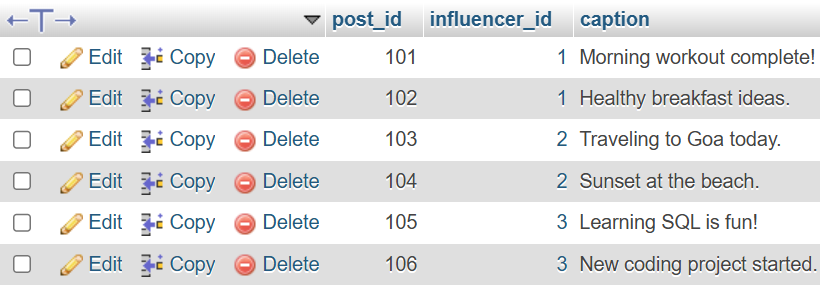 ←T→ post_id influencer_id caption
Edit Copy Delete 101 1 Morning workout complete!
Edit Copy Delete 102 1 Healthy breakfast ideas.
Edit Copy Delete 103 2 Traveling to Goa today.
Edit Copy Delete 104 2 Sunset at the beach.
Edit Copy Delete 105 3 Learning SQL is fun!
Edit Copy Delete 106 3 New coding project started.